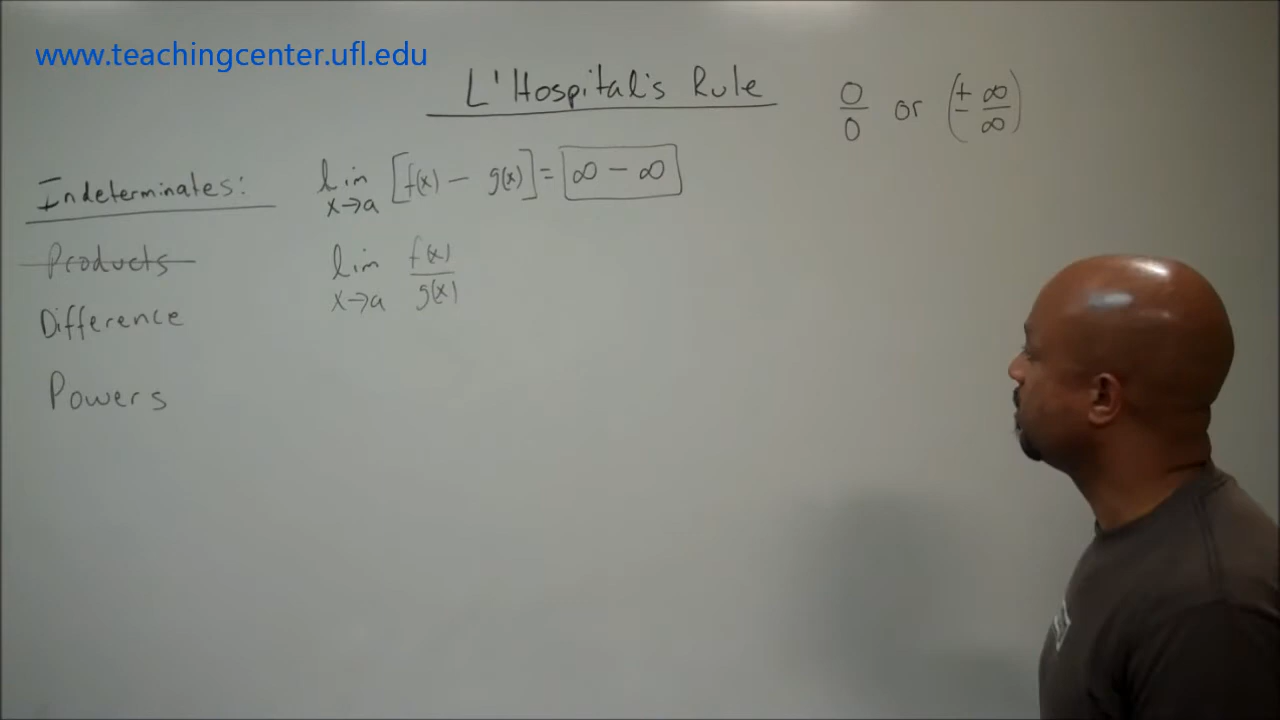 www.teachingcenter.ufl.edu
L'Hospital's Rule
0/0 or (± ∞/∞)
Indeterminates:
lim x→a [f(x) − g(x)] = ∞ − ∞
Products
lim x→a f(x)/g(x)
Difference
Powers